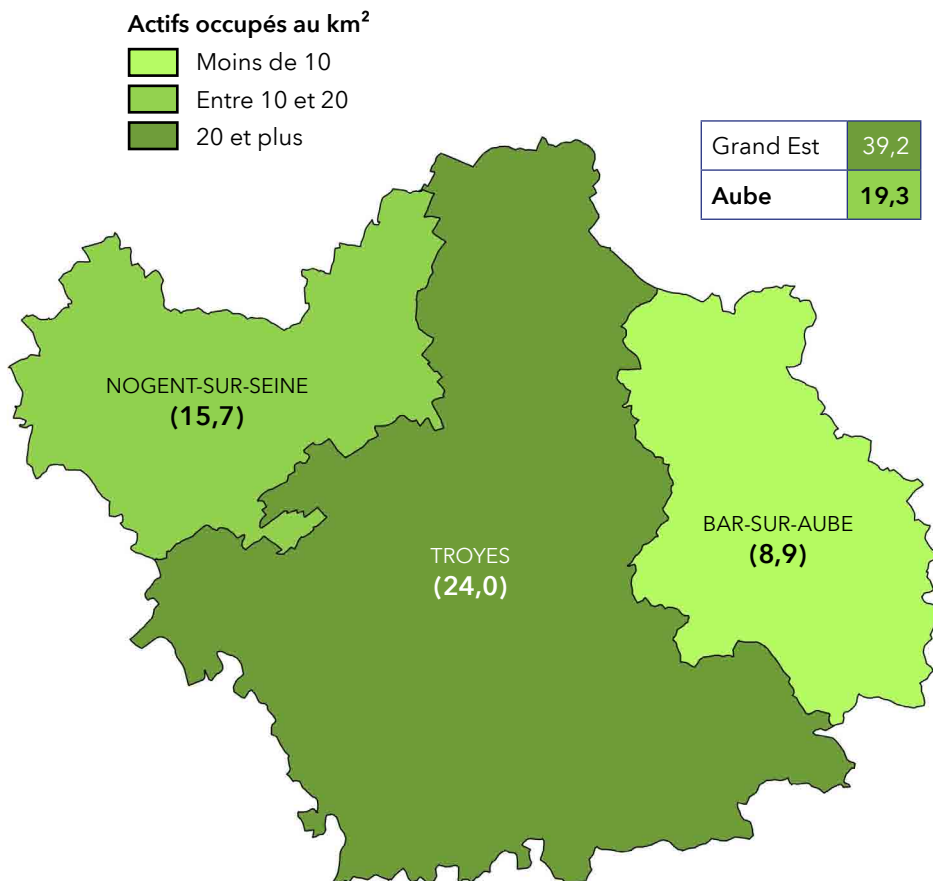 Actifs occupés au km²
Moins de 10
Entre 10 et 20
20 et plus
Grand Est 39,2
Aube 19,3
NOGENT-SUR-SEINE
(15,7)
BAR-SUR-AUBE
(8,9)
TROYES
(24,0)